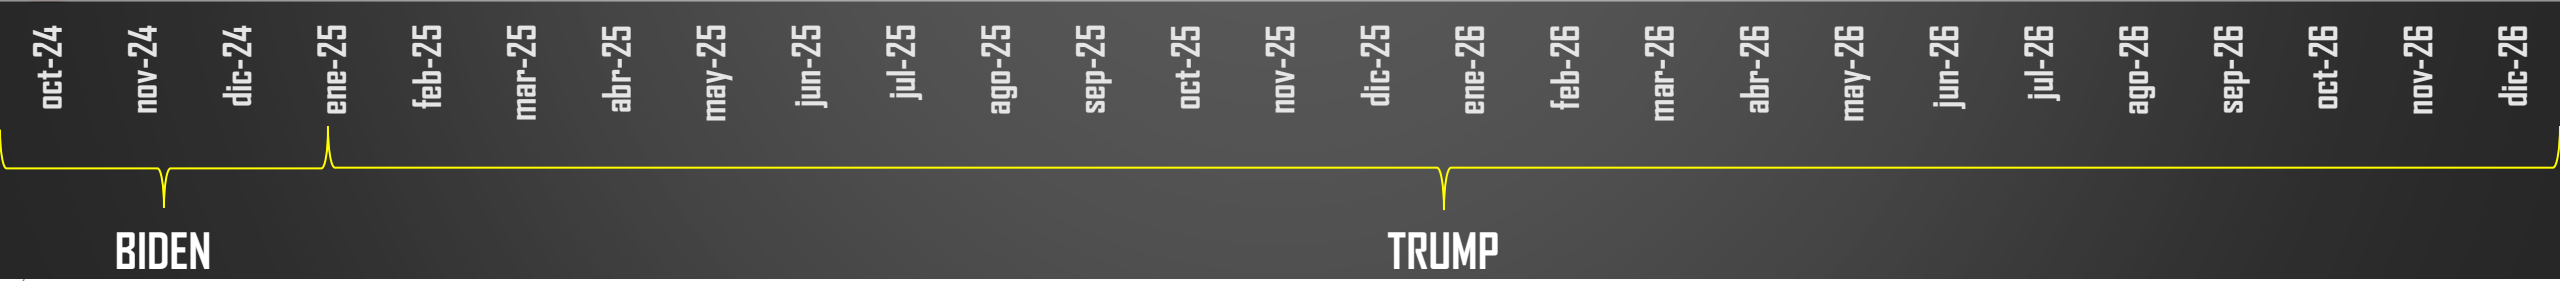 oct-24 nov-24 dic-24 ene-25 feb-25 mar-25 abr-25 may-25 jun-25 jul-25 ago-25 sep-25 oct-25 nov-25 dic-25 ene-26 feb-26 mar-26 abr-26 may-26 jun-26 jul-26 ago-26 sep-26 oct-26 nov-26 dic-26
BIDEN TRUMP